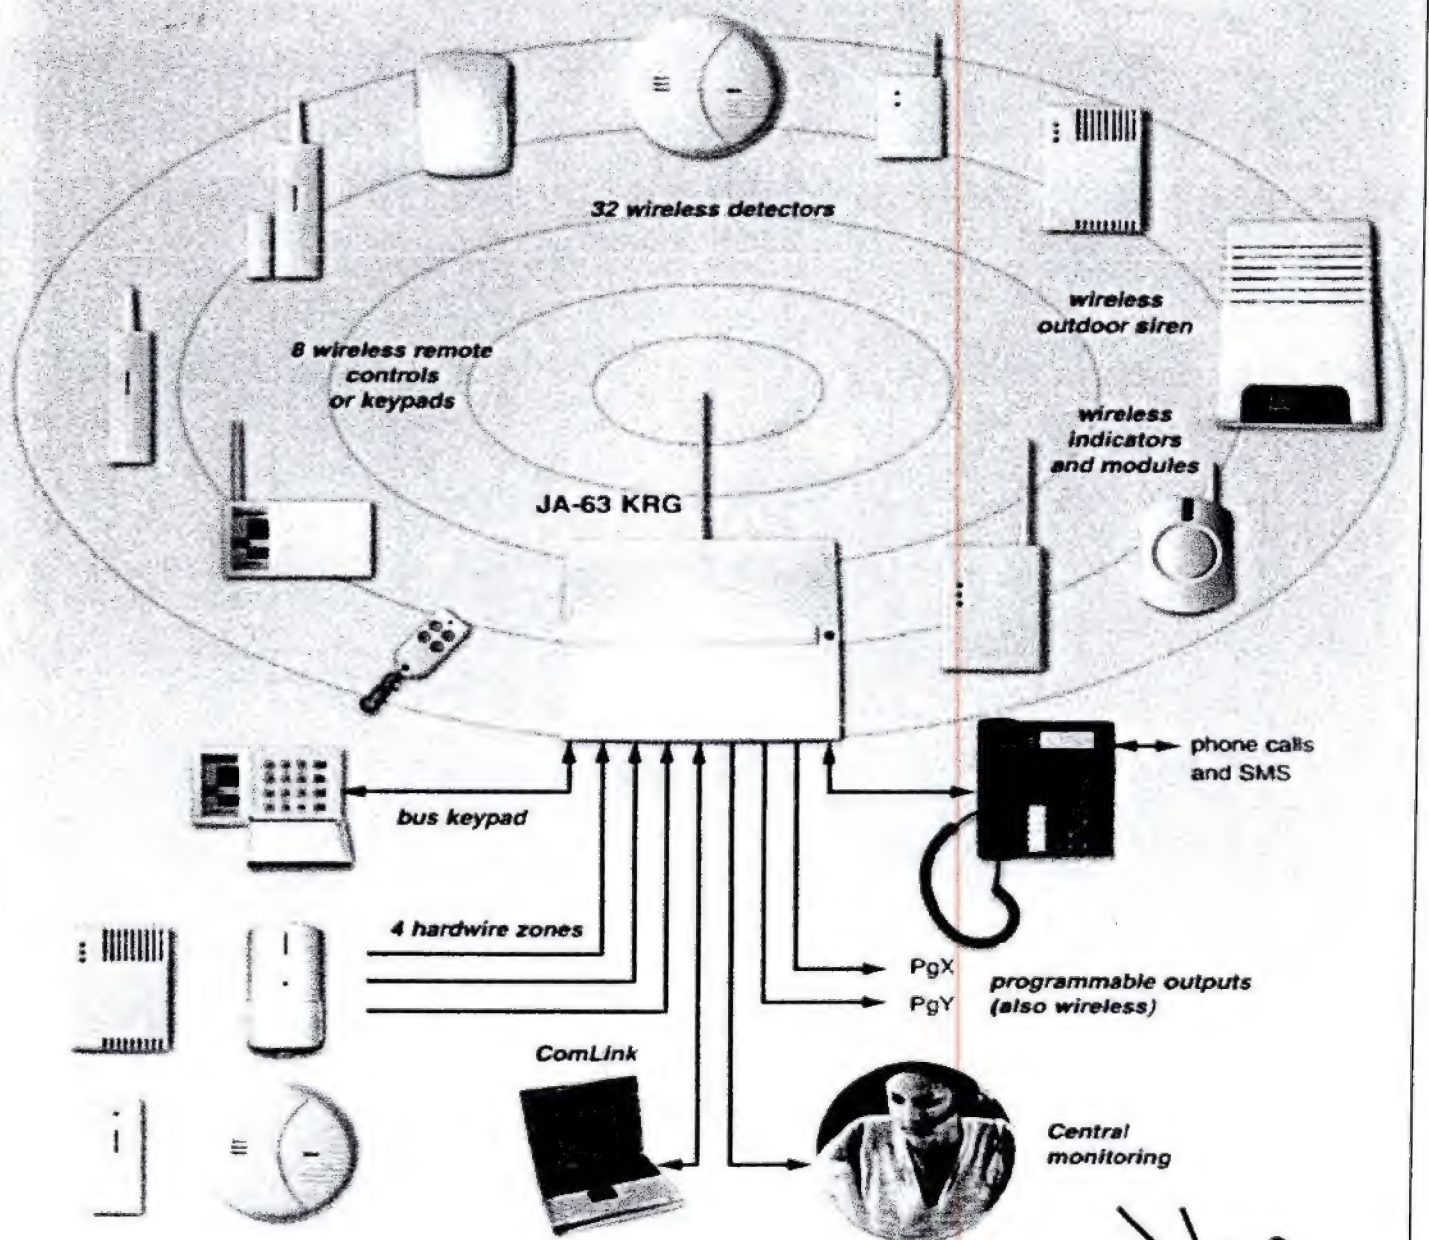 32 wireless detectors
wireless
outdoor siren
8 wireless remote
controls
or keypads
wireless
indicators
and modules
JA-63 KRG
phone calls
and SMS
bus keypad
4 hardwire zones
PgX
PgY
programmable outputs
(also wireless)
ComLink
Central
monitoring